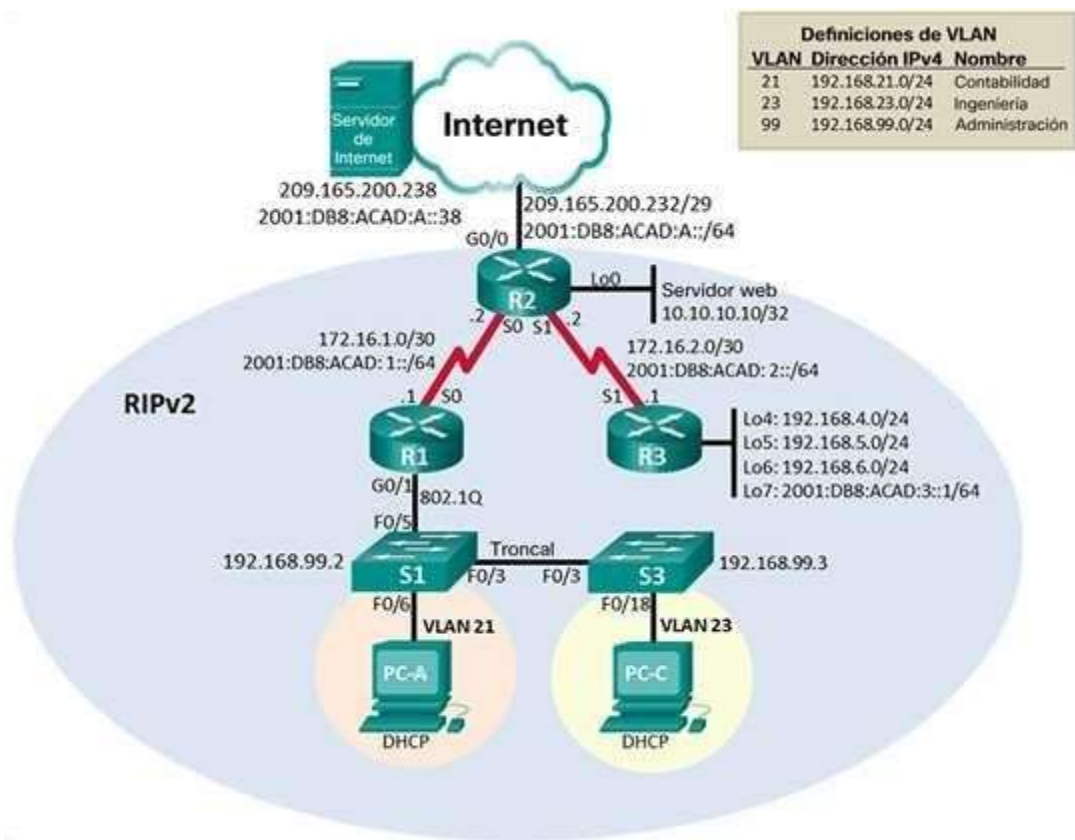 Definiciones de VLAN
VLAN Dirección IPv4 Nombre
21 192.168.21.0/24 Contabilidad
23 192.168.23.0/24 Ingeniería
99 192.168.99.0/24 Administración
Servidor
de
Internet
Internet
209.165.200.238
2001:DB8:ACAD:A::38
209.165.200.232/29
2001:DB8:ACAD:A::/64
G0/0
R2
Lo0
Servidor web
10.10.10.10/32
.2
S0
S1
.2
172.16.1.0/30
2001:DB8:ACAD: 1::/64
172.16.2.0/30
2001:DB8:ACAD: 2::/64
RIPv2
.1
S0
S1
.1
R1
R3
Lo4: 192.168.4.0/24
Lo5: 192.168.5.0/24
Lo6: 192.168.6.0/24
Lo7: 2001:DB8:ACAD:3::1/64
G0/1
802.1Q
F0/5
192.168.99.2
S1
Troncal
F0/3
F0/3
S3
192.168.99.3
F0/6
F0/18
VLAN 21
VLAN 23
PC-A
PC-C
DHCP
DHCP